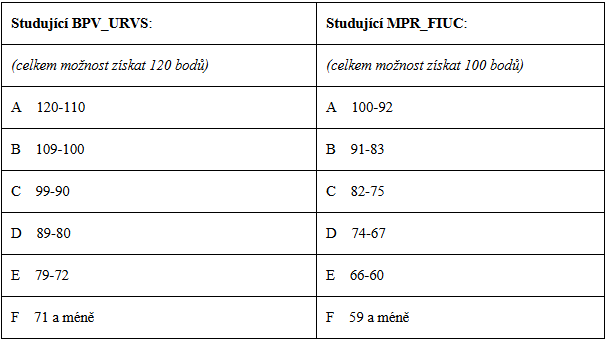 Studující BPV_URVS: Studující MPR_FIUC:
(celkem možnost získat 120 bodů) (celkem možnost získat 100 bodů)
A 120-110 A 100-92
B 109-100 B 91-83
C 99-90 C 82-75
D 89-80 D 74-67
E 79-72 E 66-60
F 71 a méně F 59 a méně